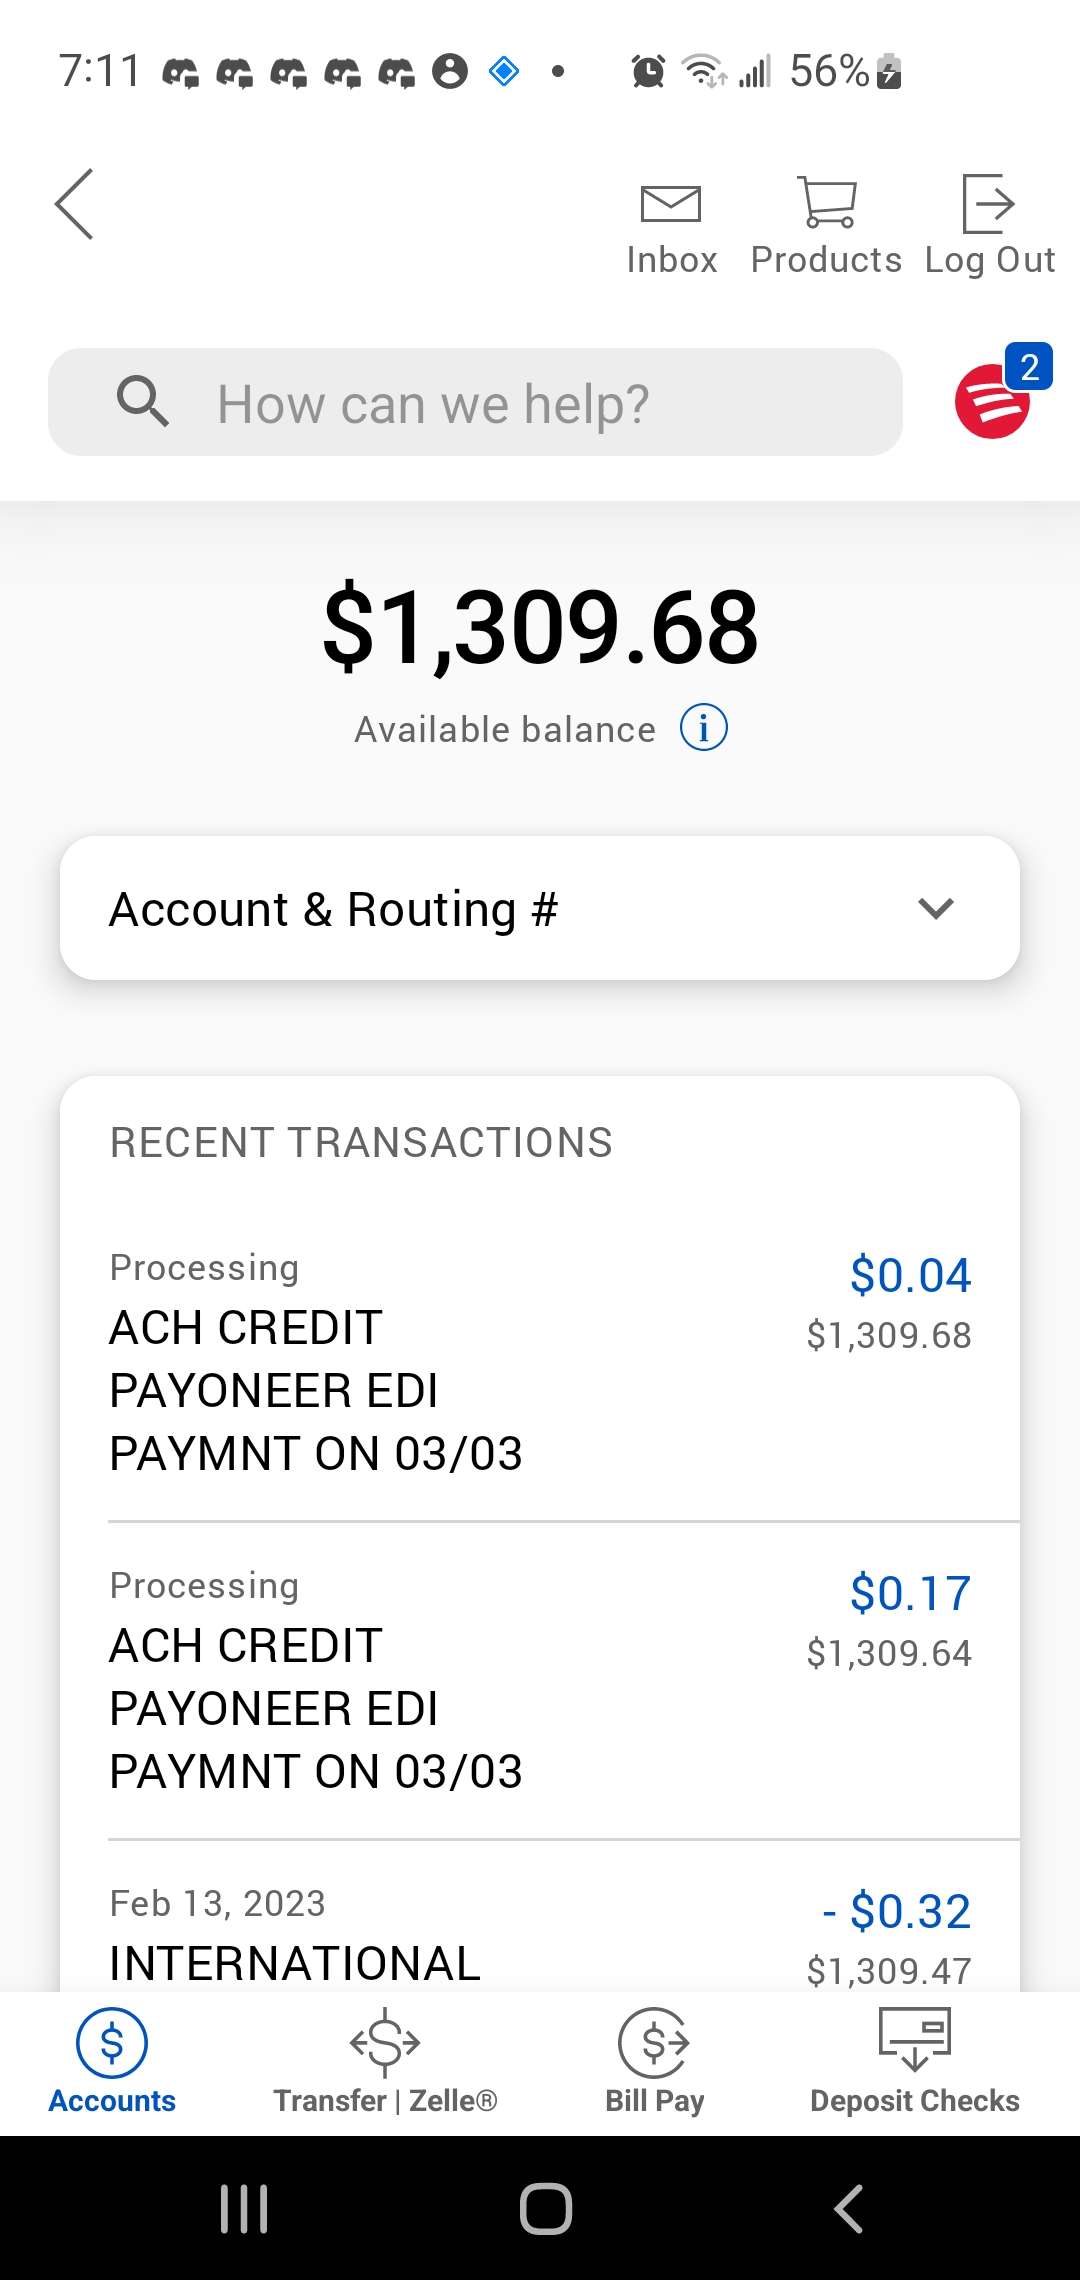 7:11 56%
Inbox Products Log Out
How can we help?
2
$1,309.68
Available balance i
Account & Routing #
RECENT TRANSACTIONS
Processing $0.04
ACH CREDIT $1,309.68
PAYONEER EDI
PAYMNT ON 03/03
Processing $0.17
ACH CREDIT $1,309.64
PAYONEER EDI
PAYMNT ON 03/03
Feb 13, 2023 - $0.32
INTERNATIONAL $1,309.47
Accounts Transfer | Zelle® Bill Pay Deposit Checks